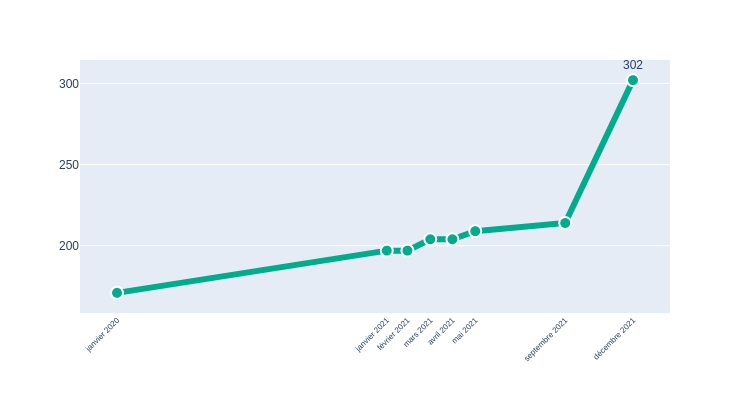 302
300
250
200
janvier 2020
janvier 2021
février 2021
mars 2021
avril 2021
mai 2021
septembre 2021
décembre 2021